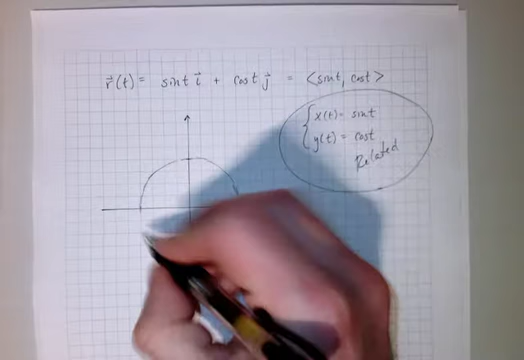 r⃗(t) = sint i⃗ + cost j⃗ = <sint, cost>
{ x(t) = sint
{ y(t) = cost
Related